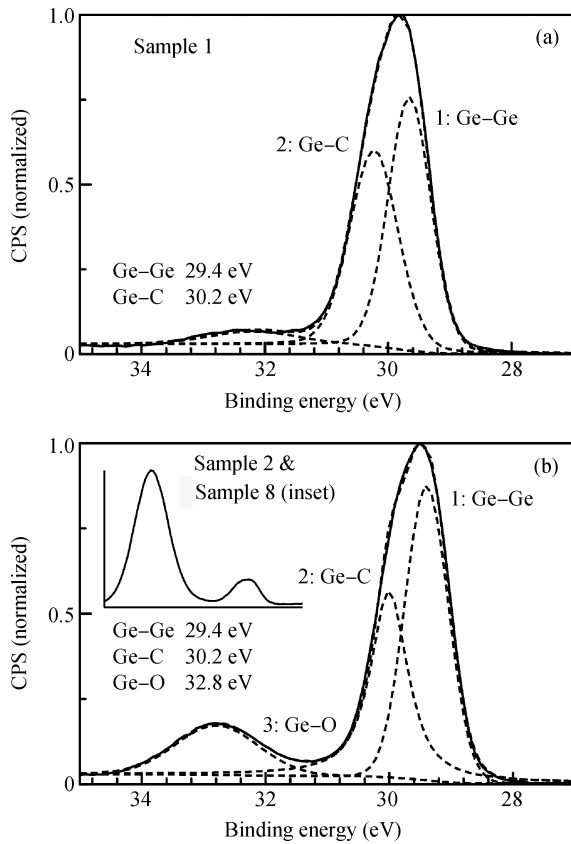 1.0
(a)
Sample 1
1: Ge–Ge
2: Ge–C
CPS (normalized)
0.5
Ge–Ge 29.4 eV
Ge–C 30.2 eV
0
34 32 30 28
Binding energy (eV)
1.0
(b)
Sample 2 &
Sample 8 (inset)
1: Ge–Ge
2: Ge–C
CPS (normalized)
0.5
Ge–Ge 29.4 eV
Ge–C 30.2 eV
Ge–O 32.8 eV
3: Ge–O
0
34 32 30 28
Binding energy (eV)